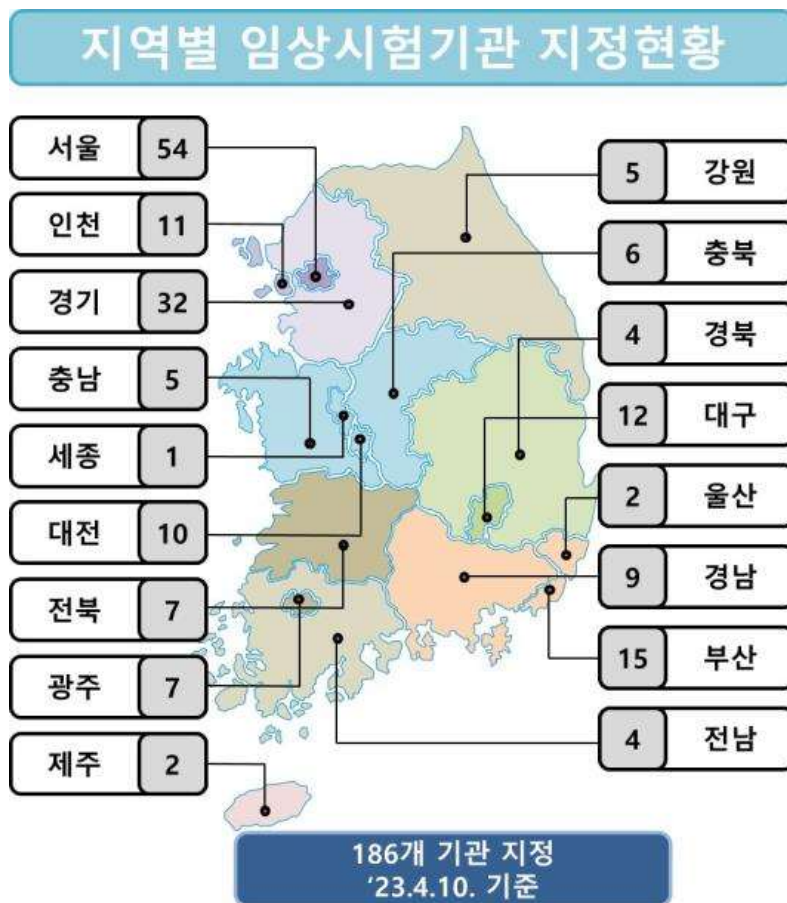 지역별 임상시험기관 지정현황
서울 54
인천 11
경기 32
충남 5
세종 1
대전 10
전북 7
광주 7
제주 2
5 강원
6 충북
4 경북
12 대구
2 울산
9 경남
15 부산
4 전남
186개 기관 지정
'23.4.10. 기준